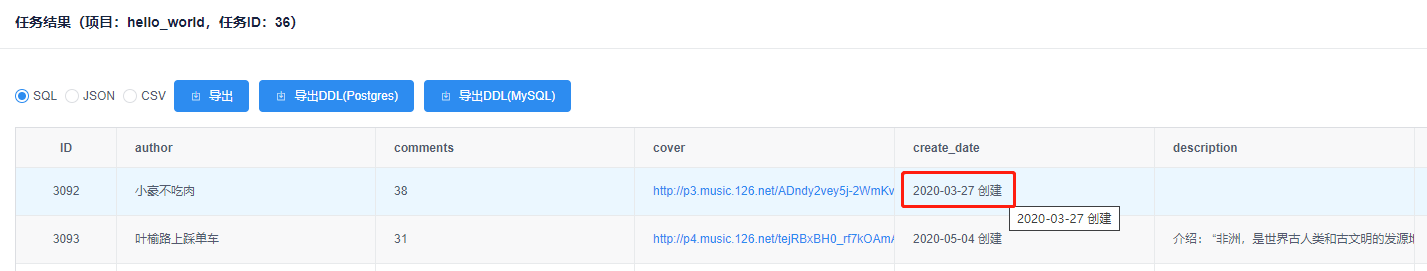 任务结果（项目：hello_world，任务ID：36）
SQL JSON CSV 导出 导出DDL(Postgres) 导出DDL(MySQL)
ID author comments cover create_date description
3092 小豪不吃肉 38 http://p3.music.126.net/ADndy2vey5j-2WmKv 2020-03-27 创建
2020-03-27 创建
3093 叶榆路上踩单车 31 http://p4.music.126.net/tejRBxBH0_rf7kOAmA 2020-05-04 创建 介绍： “非洲，是世界古人类和古文明的发源地